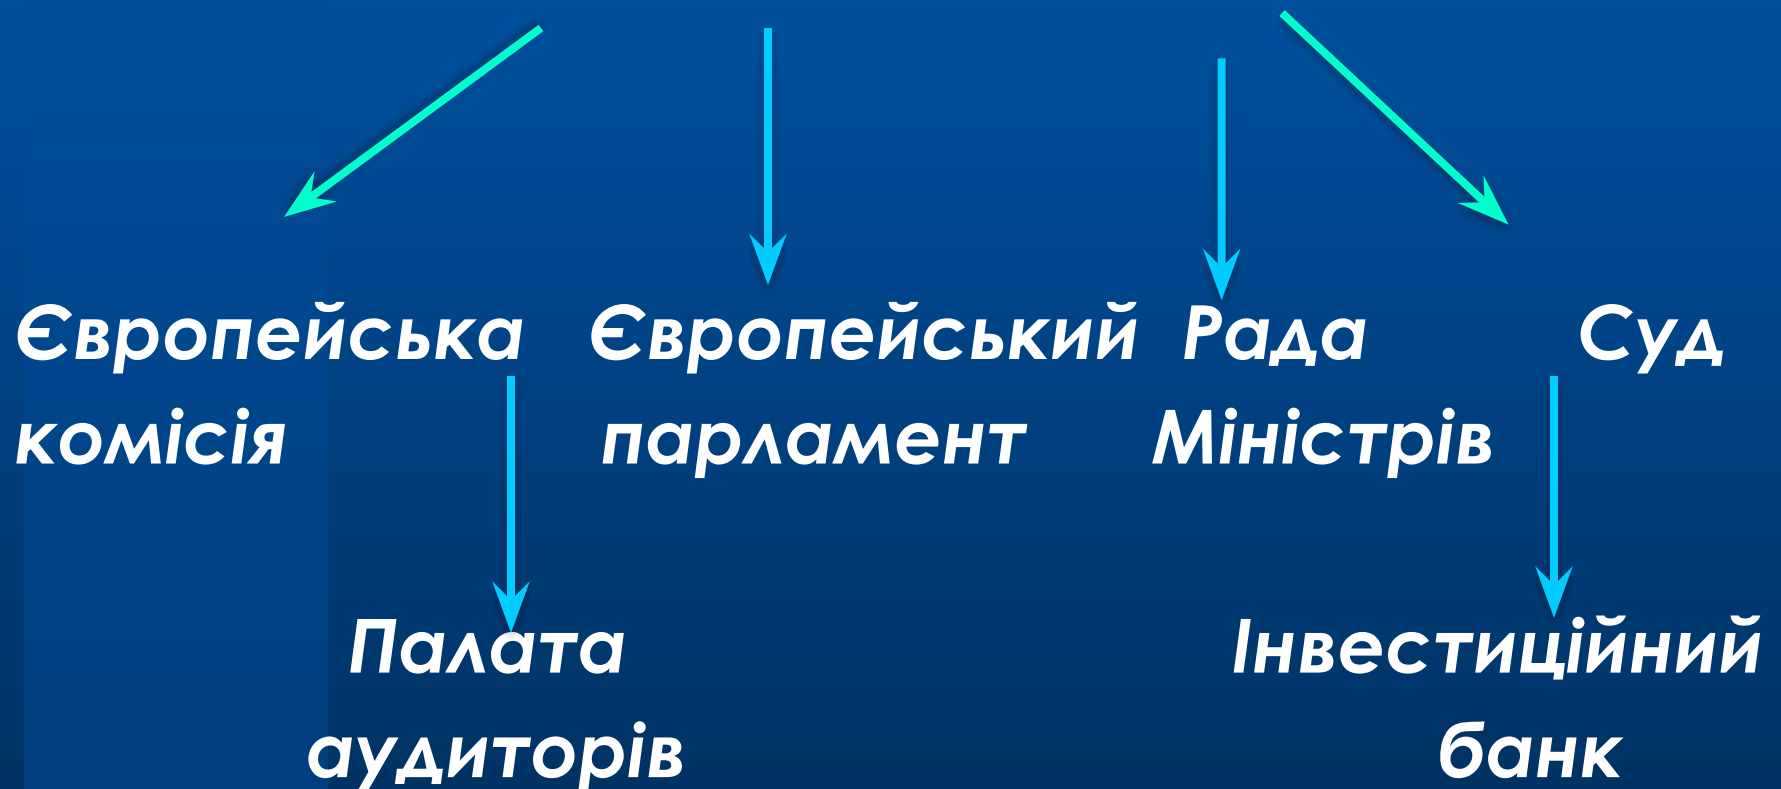 Європейська Європейський Рада Суд
комісія парламент Міністрів
Палата Інвестиційний
аудиторів банк